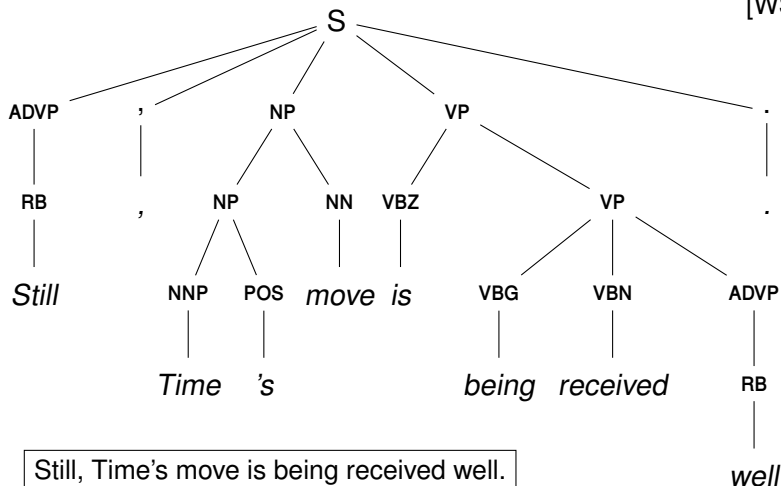 [WS
S
ADVP , NP VP .
RB , NP NN VBZ VP .
Still NNP POS move is VBG VBN ADVP
Time 's being received RB
Still, Time's move is being received well. well